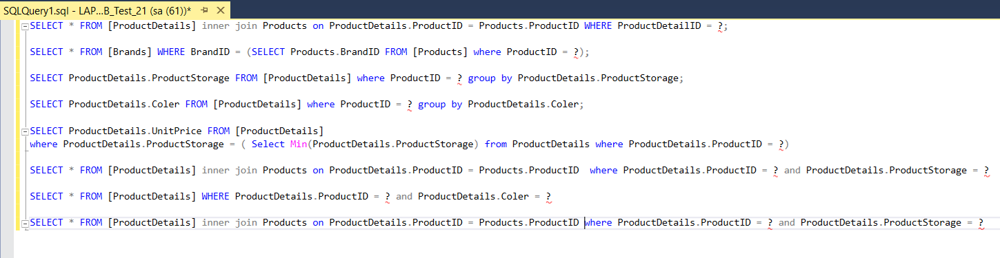 SQLQuery1.sql - LAP...B_Test_21 (sa (61))*
SELECT * FROM [ProductDetails] inner join Products on ProductDetails.ProductID = Products.ProductID WHERE ProductDetailID = ?;
SELECT * FROM [Brands] WHERE BrandID = (SELECT Products.BrandID FROM [Products] where ProductID = ?);
SELECT ProductDetails.ProductStorage FROM [ProductDetails] where ProductID = ? group by ProductDetails.ProductStorage;
SELECT ProductDetails.Coler FROM [ProductDetails] where ProductID = ? group by ProductDetails.Coler;
SELECT ProductDetails.UnitPrice FROM [ProductDetails]
where ProductDetails.ProductStorage = ( Select Min(ProductDetails.ProductStorage) from ProductDetails where ProductDetails.ProductID = ?)
SELECT * FROM [ProductDetails] inner join Products on ProductDetails.ProductID = Products.ProductID  where ProductDetails.ProductID = ? and ProductDetails.ProductStorage = ?
SELECT * FROM [ProductDetails] WHERE ProductDetails.ProductID = ? and ProductDetails.Coler = ?
SELECT * FROM [ProductDetails] inner join Products on ProductDetails.ProductID = Products.ProductID where ProductDetails.ProductID = ? and ProductDetails.ProductStorage = ?